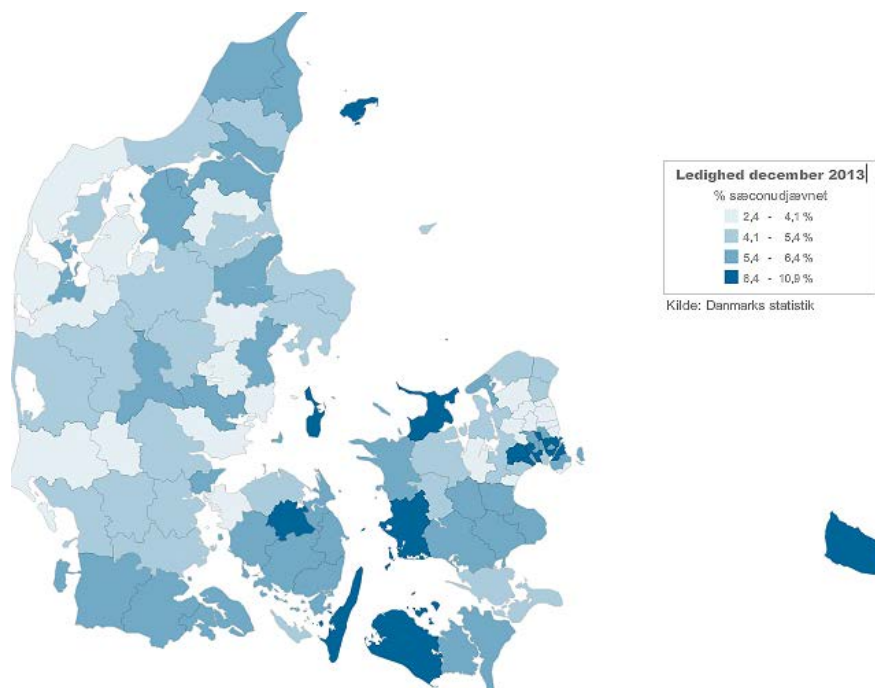 Ledighed december 2013
% sæconudjævnet
2,4 - 4,1 %
4,1 - 5,4 %
5,4 - 6,4 %
6,4 - 10,9 %
Kilde: Danmarks statistik